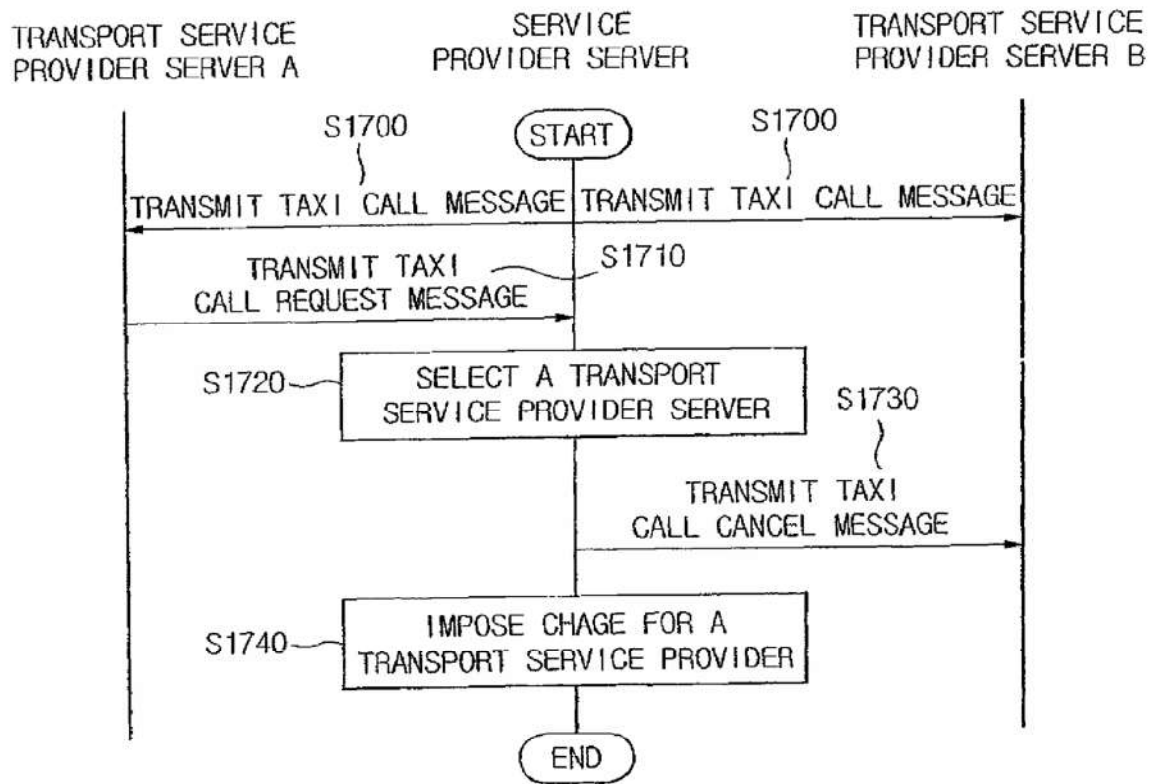 TRANSPORT SERVICE
PROVIDER SERVER A
SERVICE
PROVIDER SERVER
TRANSPORT SERVICE
PROVIDER SERVER B
S1700
START
S1700
TRANSMIT TAXI CALL MESSAGE
TRANSMIT TAXI CALL MESSAGE
TRANSMIT TAXI
CALL REQUEST MESSAGE
S1710
S1720
SELECT A TRANSPORT
SERVICE PROVIDER SERVER
S1730
TRANSMIT TAXI
CALL CANCEL MESSAGE
S1740
IMPOSE CHAGE FOR A
TRANSPORT SERVICE PROVIDER
END